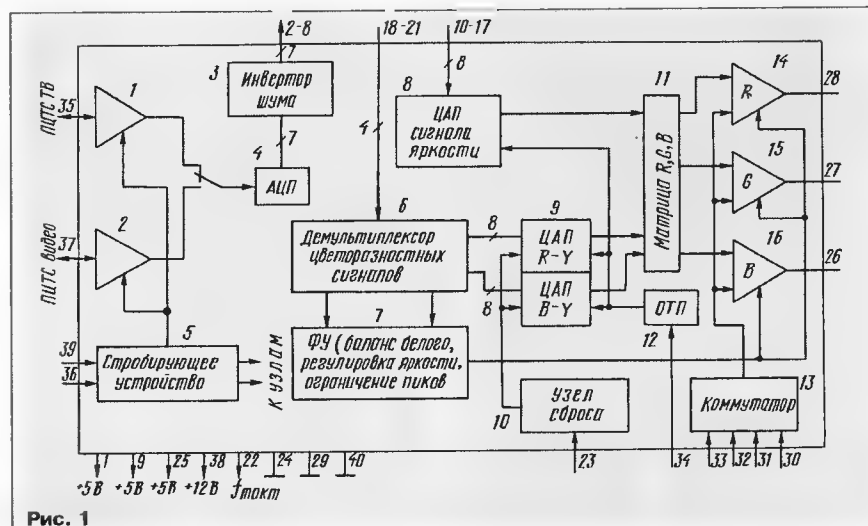 2-8
18-21
10-17
7
8
3
Инвертор
шума
8
ЦАП
сигнала
яркости
11
14
R
28
ПЦТС ТВ
35
1
7
4
АЦП
4
Матрица R,G,B
15
G
27
ПЦТС Видео
37
2
6
Демультиплексор
цветоразностных
сигналов
8
8
9
ЦАП
R-Y
ЦАП
B-Y
16
B
26
ОТП
12
39
36
5
Стробирующее
устройство
К УЗЛАМ
7
ФУ (баланс белого,
регулировка яркости,
ограничение пиков)
10
Узел
сброса
13
Коммутатор
1
9
25
38
22
24
29
40
23
34
33
32
31
30
+5В
+5В
+5В
+12В
fтакт
Рис. 1